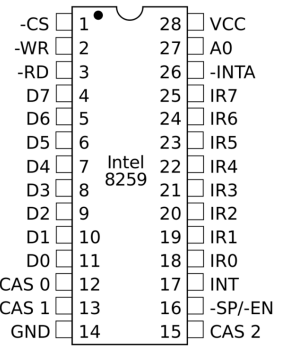 -CS 1 28 VCC
-WR 2 27 A0
-RD 3 26 -INTA
D7 4 25 IR7
D6 5 24 IR6
D5 6 23 IR5
D4 7 Intel 22 IR4
D3 8 8259 21 IR3
D2 9 20 IR2
D1 10 19 IR1
D0 11 18 IR0
CAS 0 12 17 INT
CAS 1 13 16 -SP/-EN
GND 14 15 CAS 2